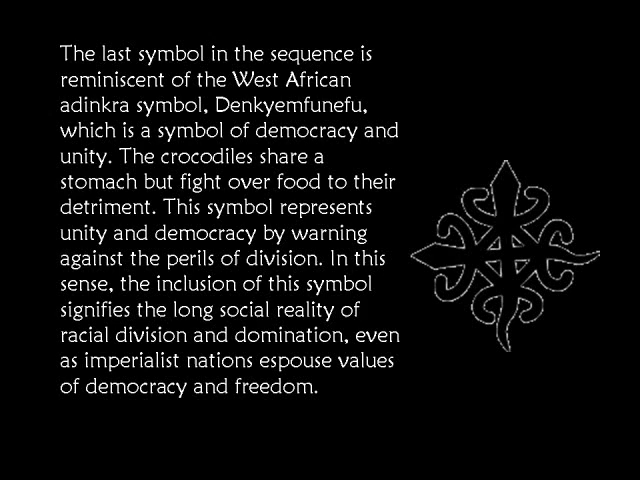 The last symbol in the sequence is
reminiscent of the West African
adinkra symbol, Denkyemfunefu,
which is a symbol of democracy and
unity. The crocodiles share a
stomach but fight over food to their
detriment. This symbol represents
unity and democracy by warning
against the perils of division. In this
sense, the inclusion of this symbol
signifies the long social reality of
racial division and domination, even
as imperialist nations espouse values
of democracy and freedom.